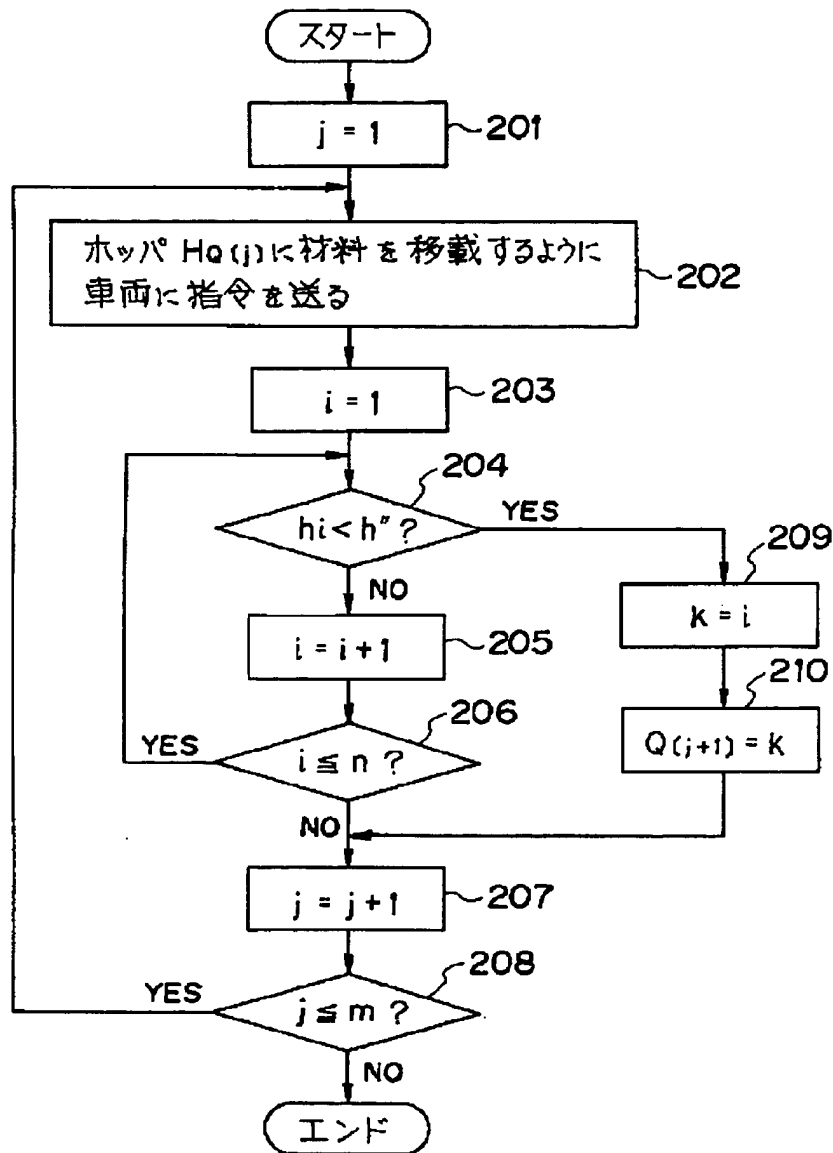 スタート
j = 1
201
ホッパ HQ(j)に材料を移載するように
車両に指令を送る
202
i = 1
203
204
hi < h″ ?
YES
NO
209
k = i
i = i + 1
205
210
Q(j+1) = k
206
YES
i ≦ n ?
NO
j = j + 1
207
208
YES
j ≦ m ?
NO
エンド